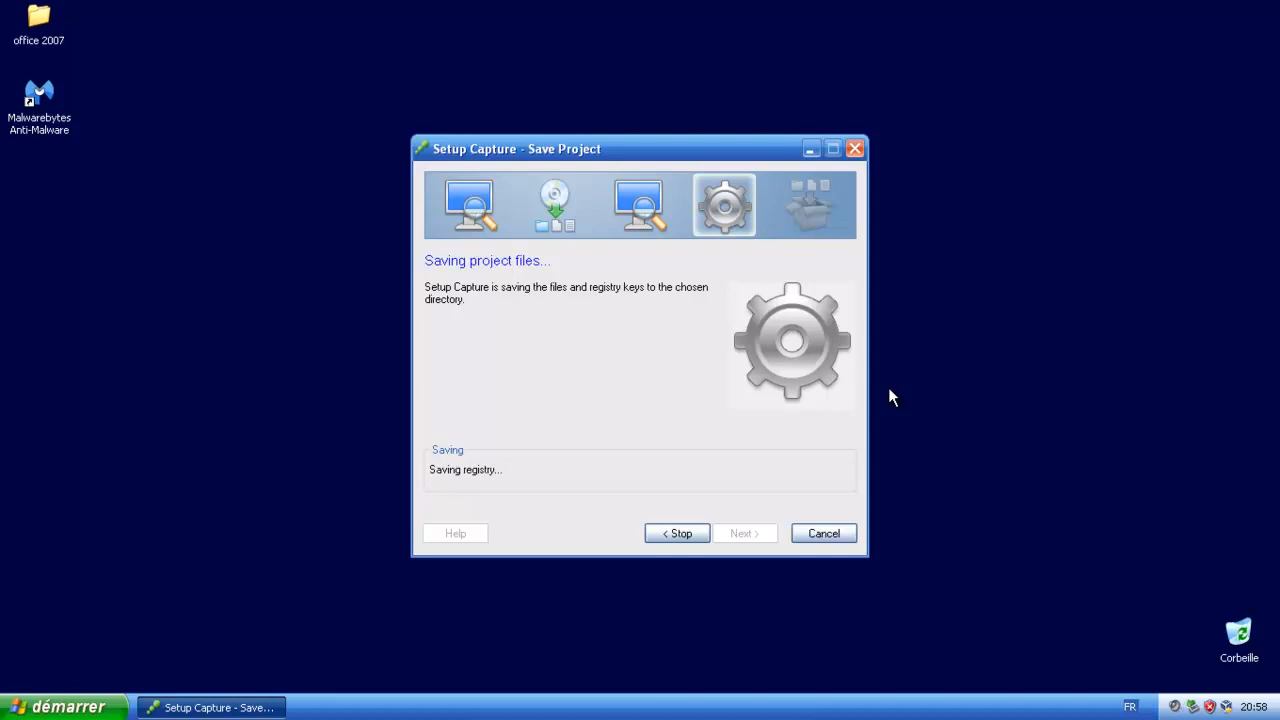 office 2007
Malwarebytes
Anti-Malware
Setup Capture - Save Project
Saving project files...
Setup Capture is saving the files and registry keys to the chosen
directory.
Saving
Saving registry...
Help
< Stop
Next >
Cancel
Corbeille
démarrer
Setup Capture - Save...
FR
20:58